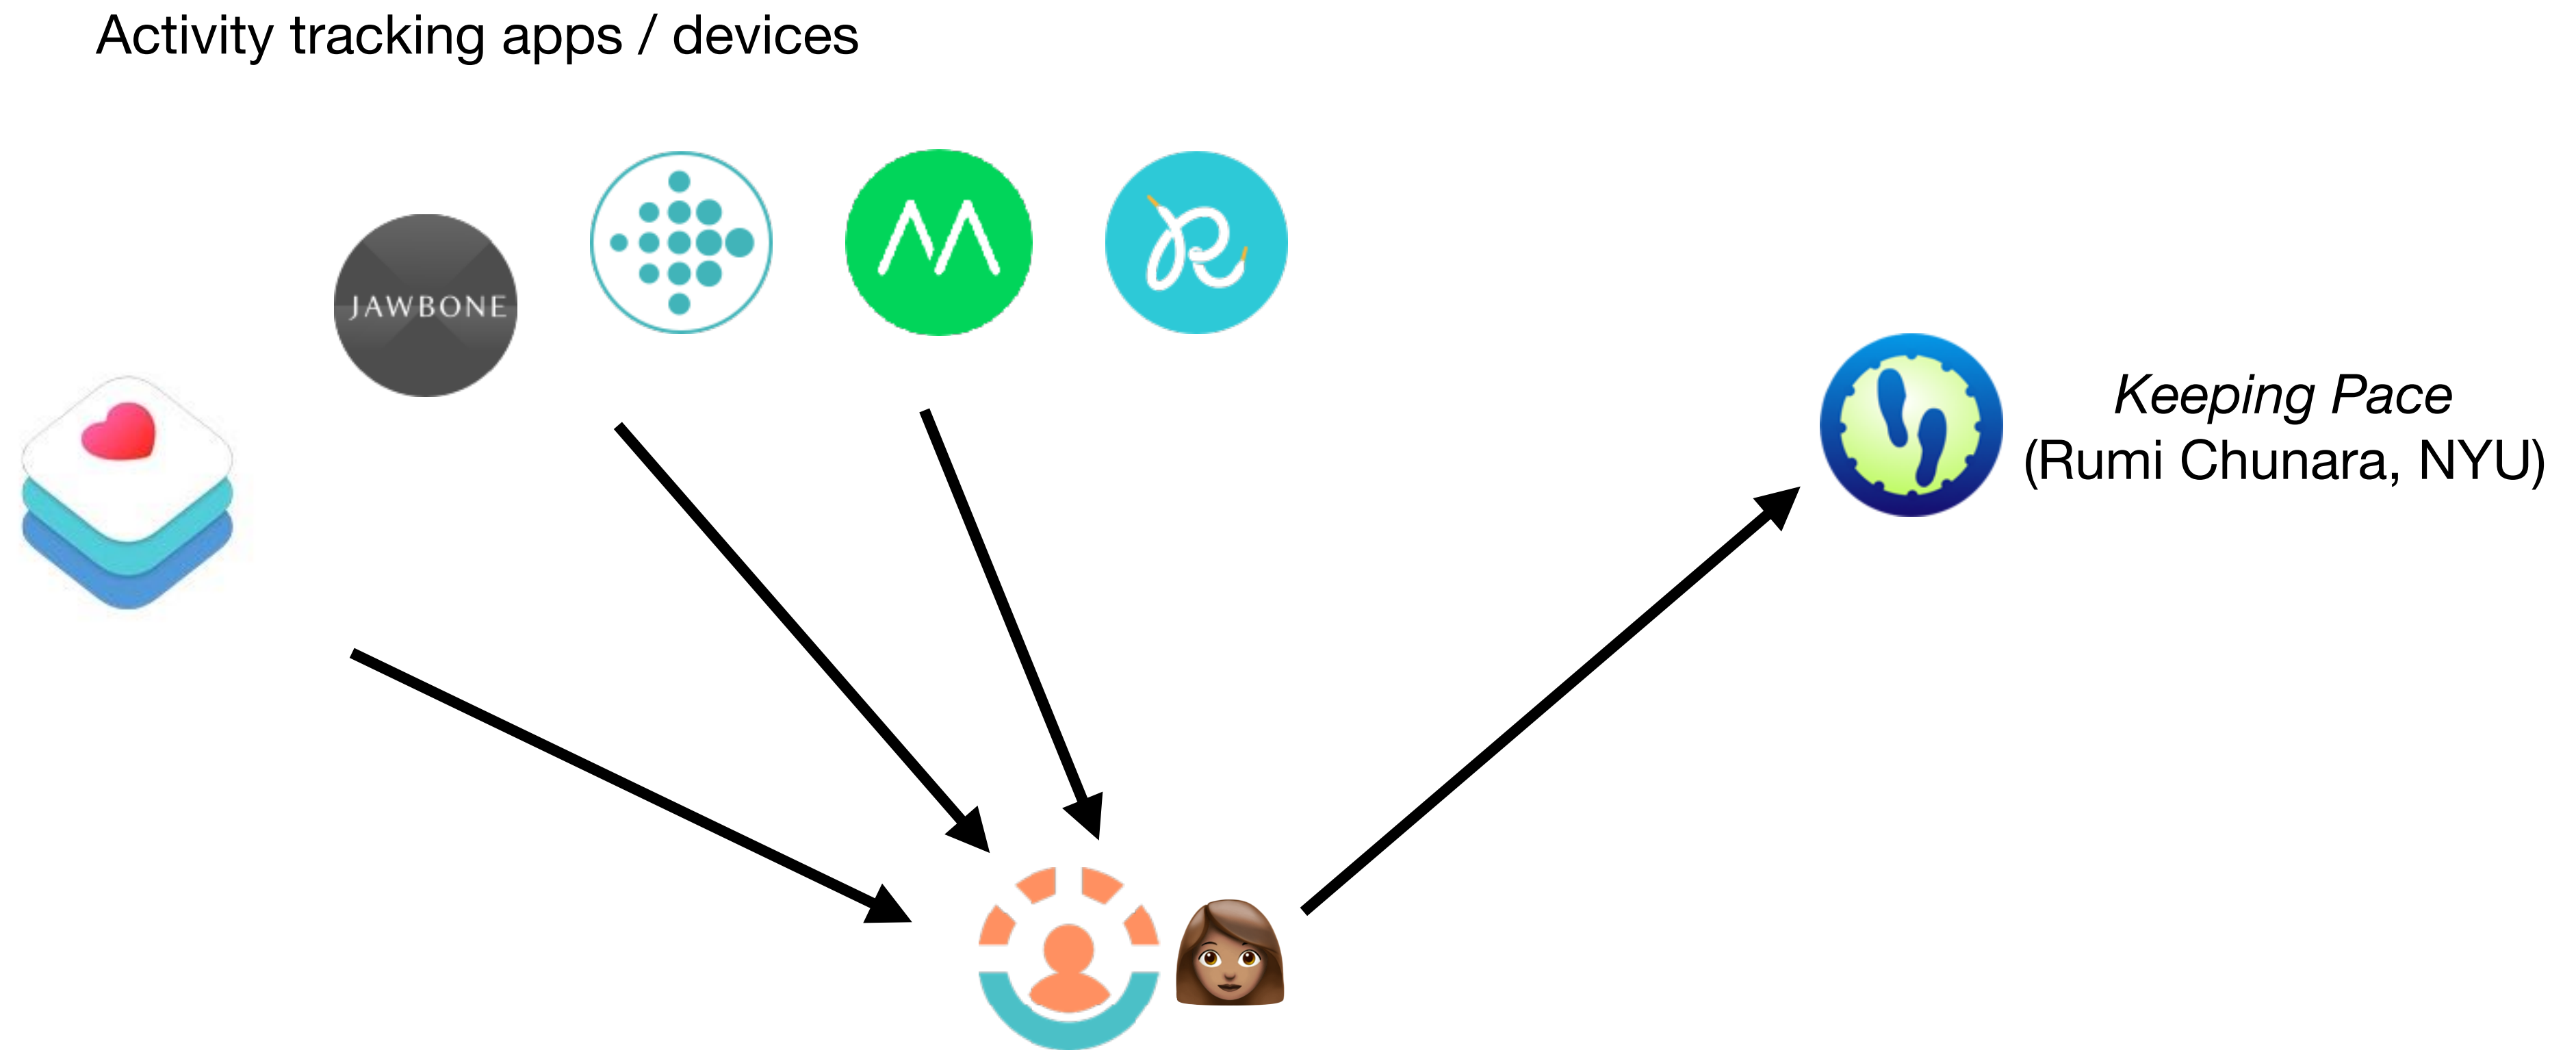 Activity tracking apps / devices
JAWBONE
Keeping Pace
(Rumi Chunara, NYU)